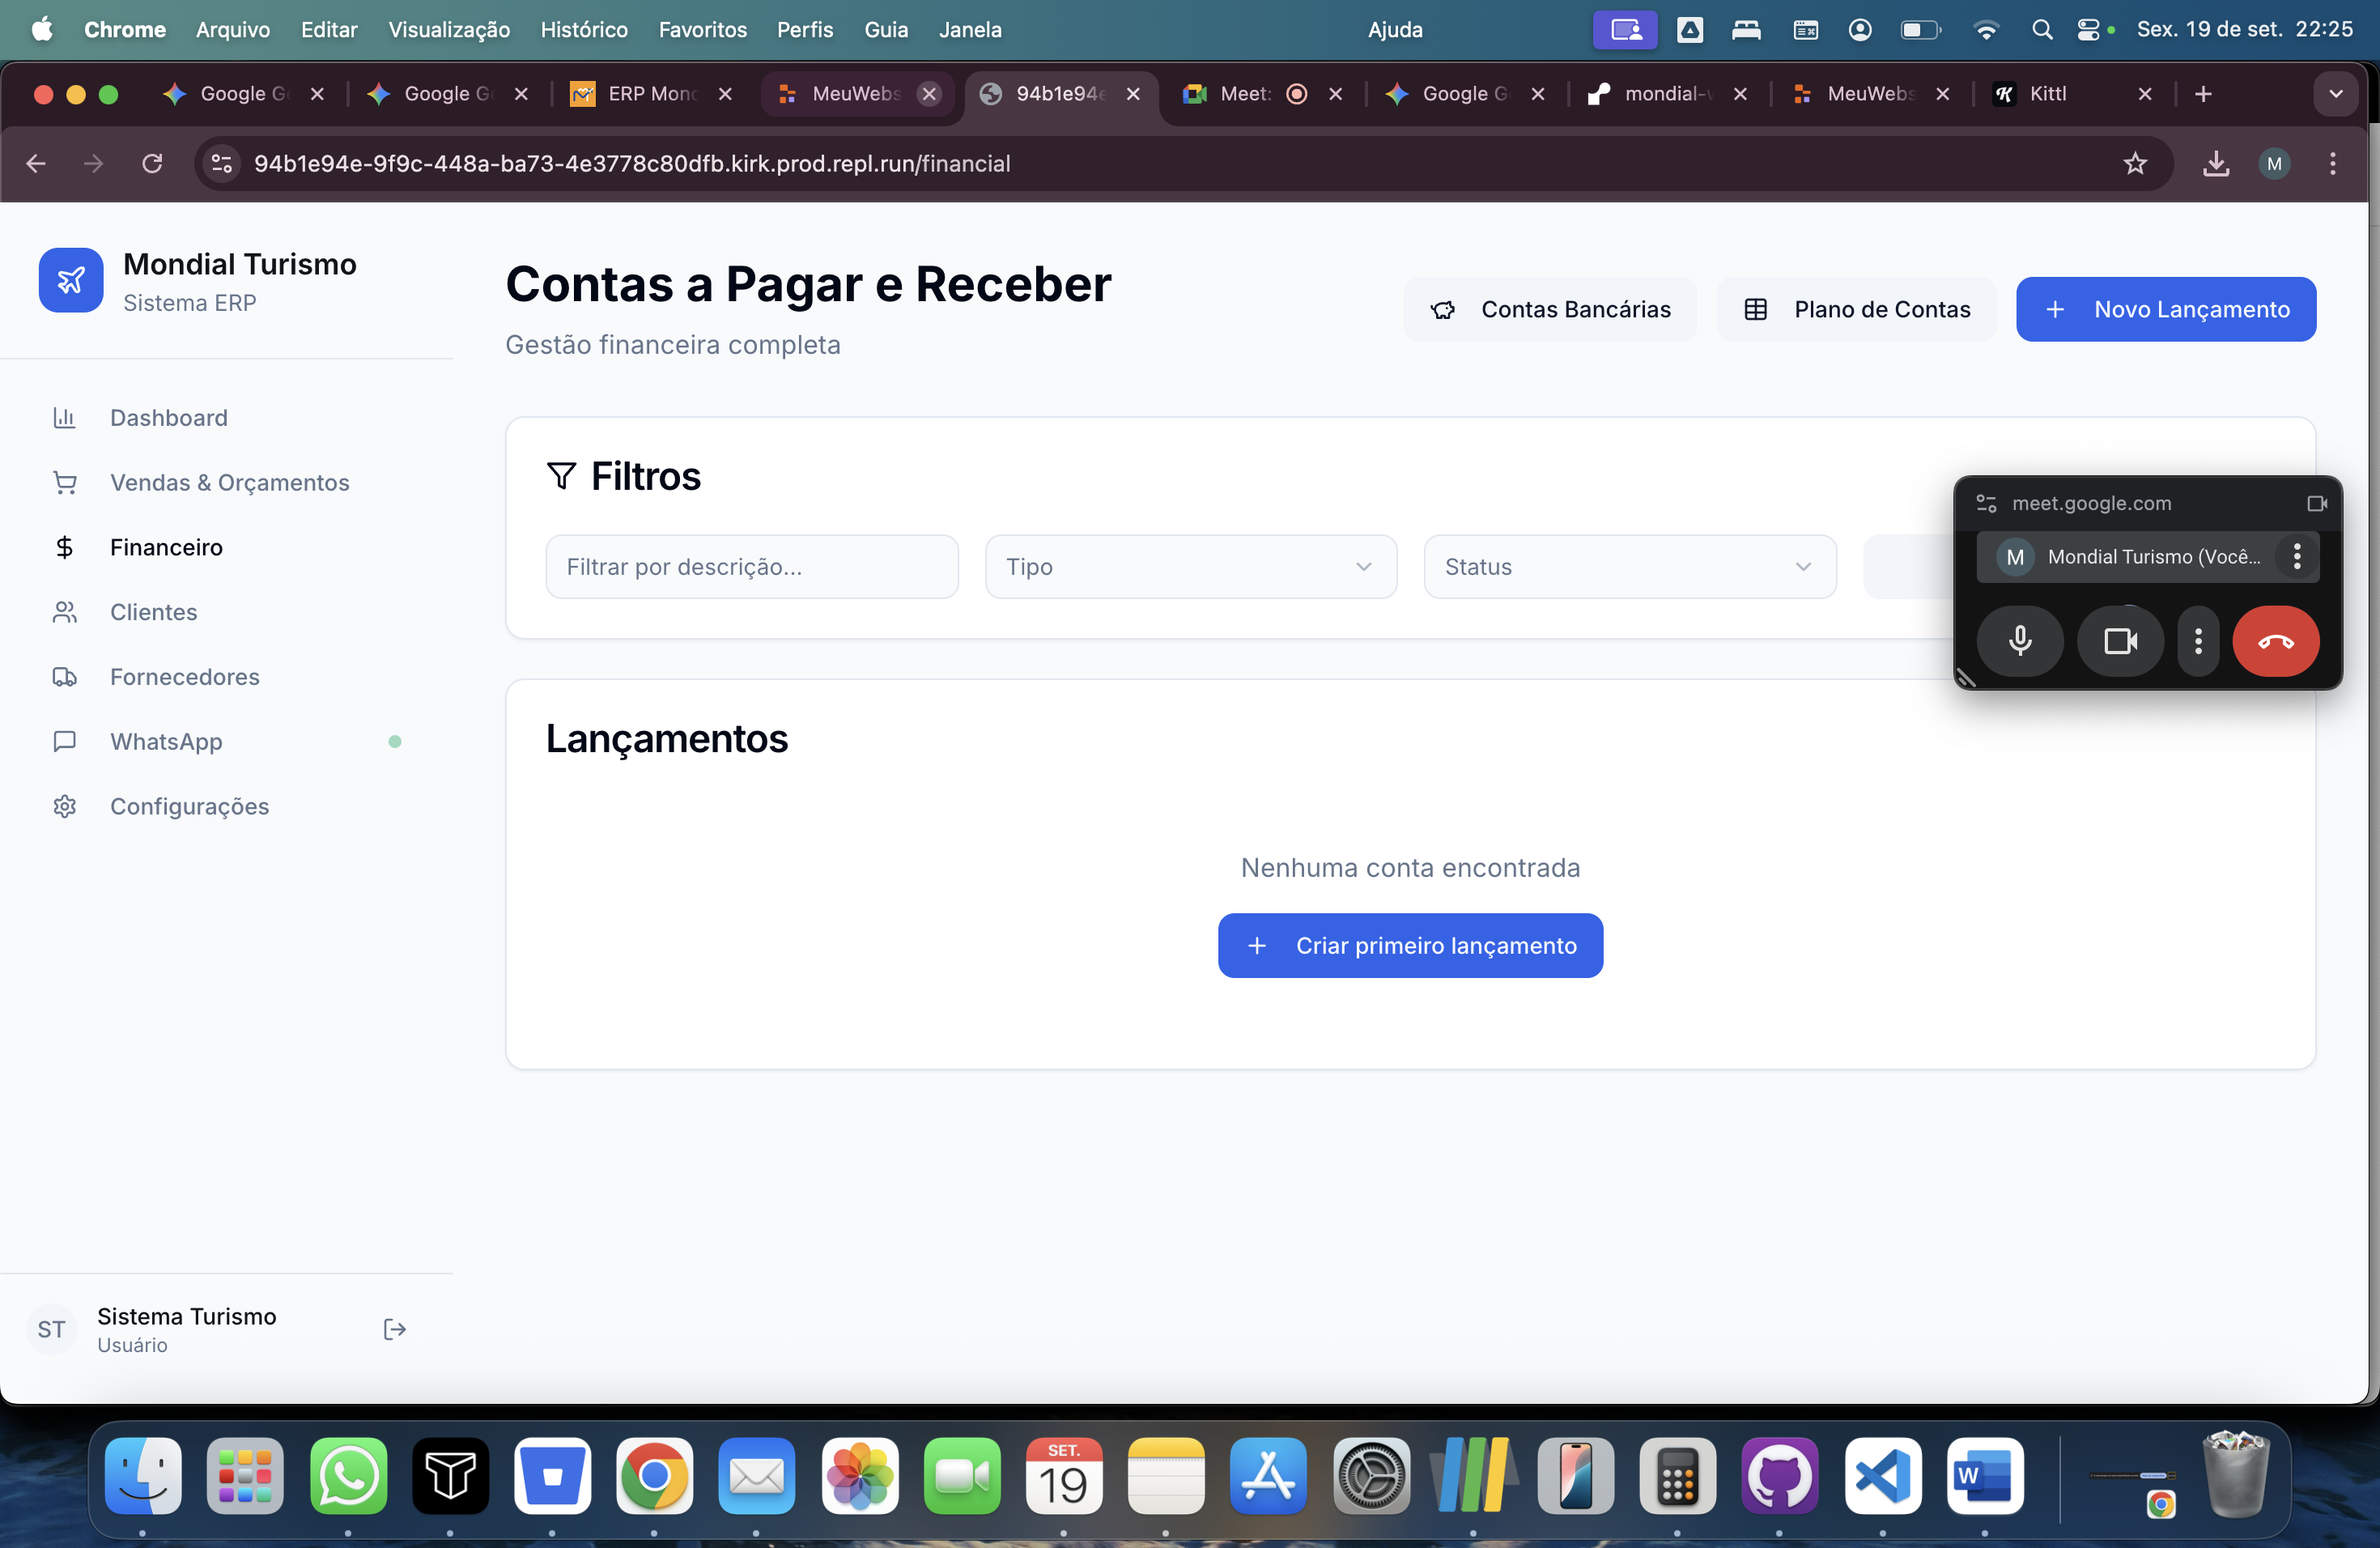 Chrome Arquivo Editar Visualização Histórico Favoritos Perfis Guia Janela Ajuda Sex. 19 de set. 22:25
Google G Google G ERP Mond MeuWebs 94b1e94e Meet: Google G mondial-w MeuWebs Kittl
94b1e94e-9f9c-448a-ba73-4e3778c80dfb.kirk.prod.repl.run/financial M
Mondial Turismo
Sistema ERP
Dashboard
Vendas & Orçamentos
Financeiro
Clientes
Fornecedores
WhatsApp
Configurações
ST
Sistema Turismo
Usuário
Contas a Pagar e Receber
Gestão financeira completa
Contas Bancárias
Plano de Contas
Novo Lançamento
Filtros
Filtrar por descrição...
Tipo
Status
meet.google.com
M Mondial Turismo (Você...
Lançamentos
Nenhuma conta encontrada
Criar primeiro lançamento
SET.
19
W